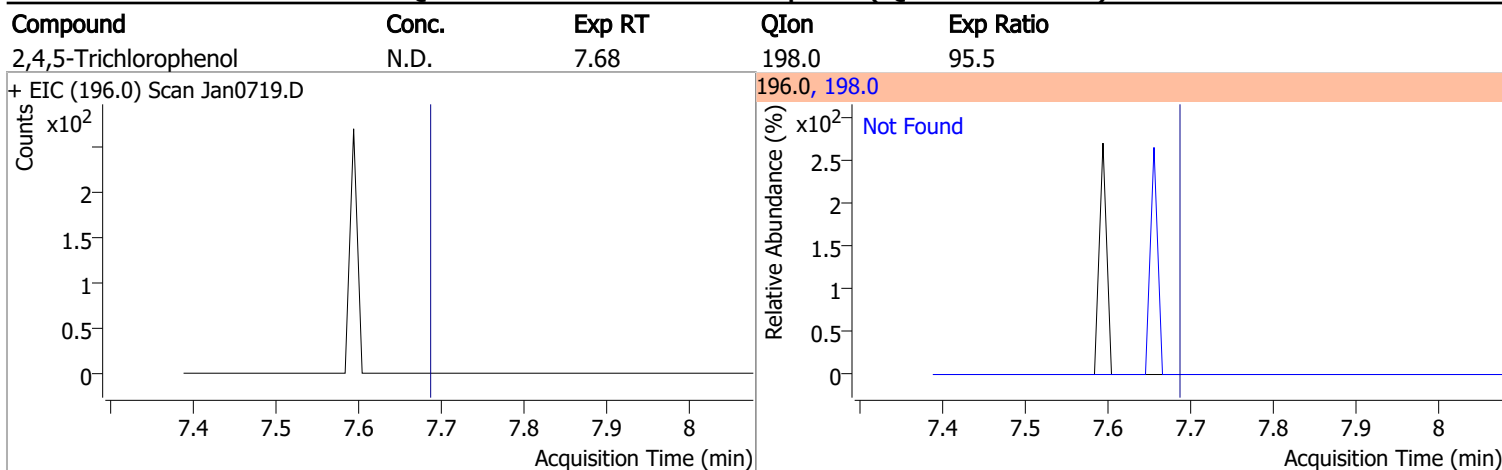 Compound Conc. Exp RT QIon Exp Ratio
2,4,5-Trichlorophenol N.D. 7.68 198.0 95.5
+ EIC (196.0) Scan Jan0719.D
Counts
x10²
2
1.5
1
0.5
0
7.4 7.5 7.6 7.7 7.8 7.9 8
Acquisition Time (min)
196.0, 198.0
Relative Abundance (%)
x10²
Not Found
2.5
2
1.5
1
0.5
0
7.4 7.5 7.6 7.7 7.8 7.9 8
Acquisition Time (min)